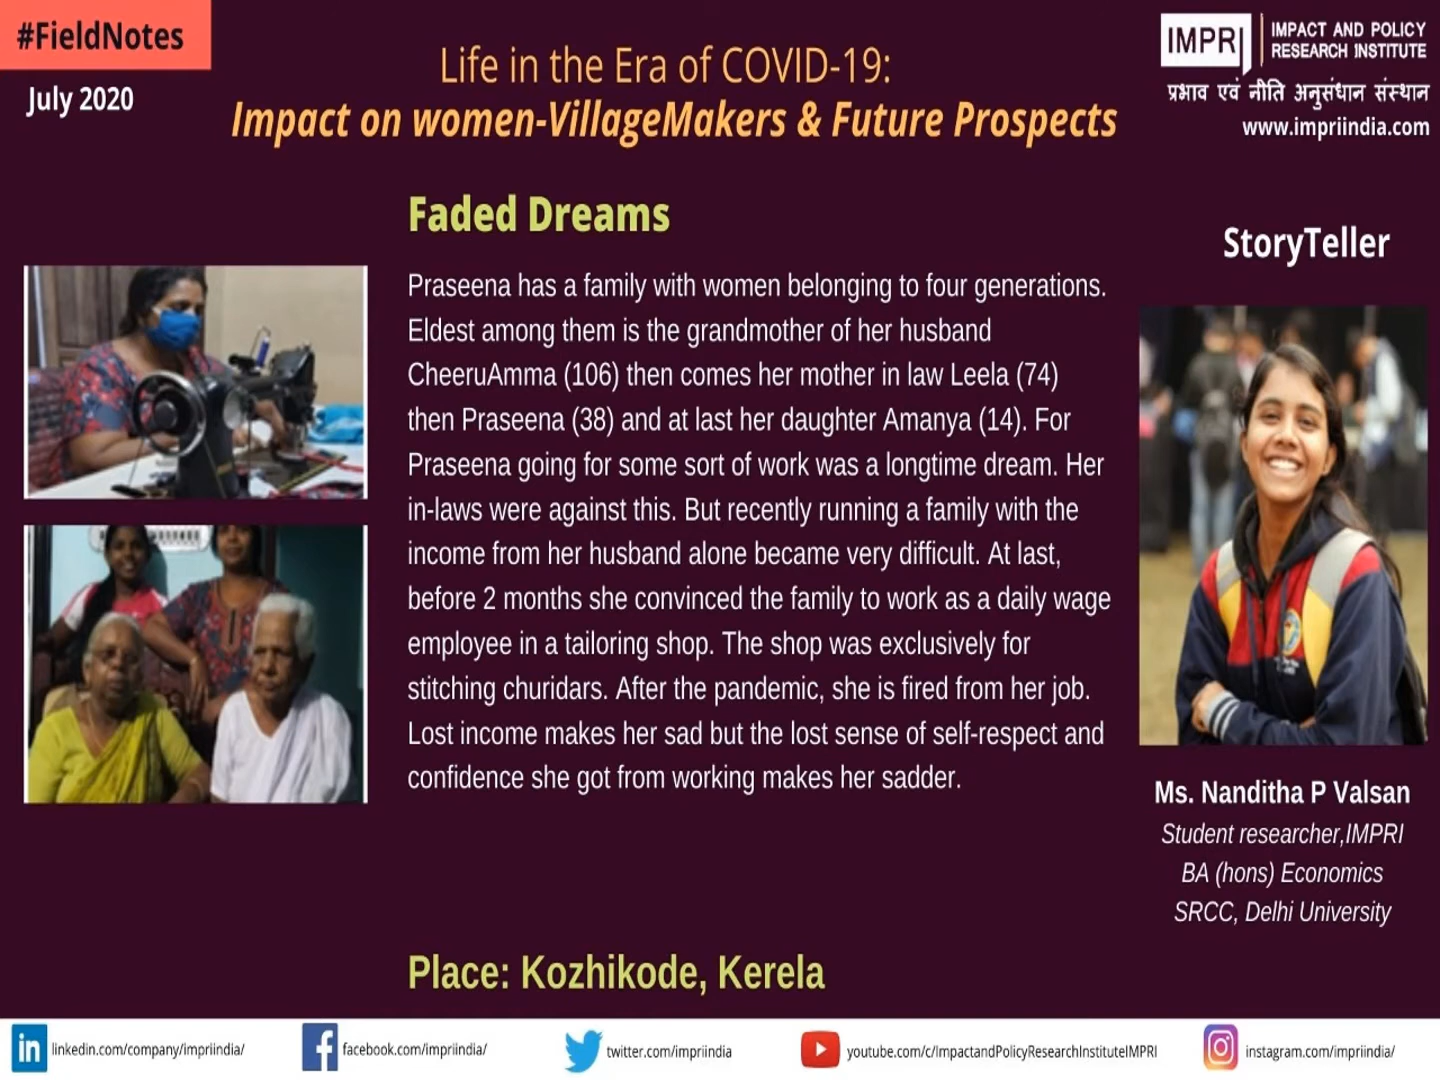 #FieldNotes
July 2020
Life in the Era of COVID-19:
Impact on women-VillageMakers & Future Prospects
IMPRI
IMPACT AND POLICY
RESEARCH INSTITUTE
प्रभाव एवं नीति अनुसंधान संस्थान
www.impriindia.com
Faded Dreams
Praseena has a family with women belonging to four generations.
Eldest among them is the grandmother of her husband
CheeruAmma (106) then comes her mother in law Leela (74)
then Praseena (38) and at last her daughter Amanya (14). For
Praseena going for some sort of work was a longtime dream. Her
in-laws were against this. But recently running a family with the
income from her husband alone became very difficult. At last,
before 2 months she convinced the family to work as a daily wage
employee in a tailoring shop. The shop was exclusively for
stitching churidars. After the pandemic, she is fired from her job.
Lost income makes her sad but the lost sense of self-respect and
confidence she got from working makes her sadder.
Place: Kozhikode, Kerela
StoryTeller
Ms. Nanditha P Valsan
Student researcher,IMPRI
BA (hons) Economics
SRCC, Delhi University
linkedin.com/company/impriindia/
facebook.com/impriindia/
twitter.com/impriindia
youtube.com/c/ImpactandPolicyResearchInstituteIMPRI
instagram.com/impriindia/